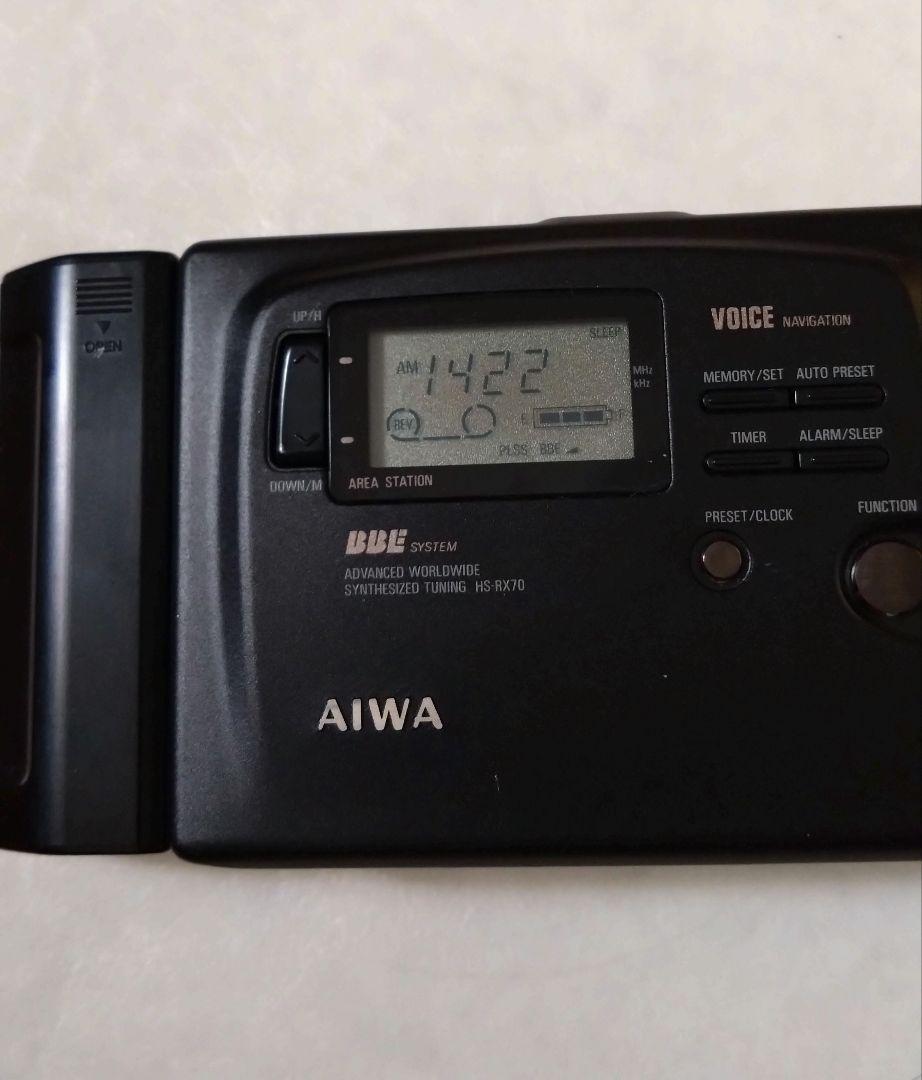 OPEN
UP/H
SLEEP
AM 1422
MHz
kHz
REV
E F
PLSS BBE
DOWN/M
AREA STATION
VOICE NAVIGATION
MEMORY/SET AUTO PRESET
TIMER ALARM/SLEEP
PRESET/CLOCK FUNCTION
BBE SYSTEM
ADVANCED WORLDWIDE
SYNTHESIZED TUNING HS-RX70
AIWA